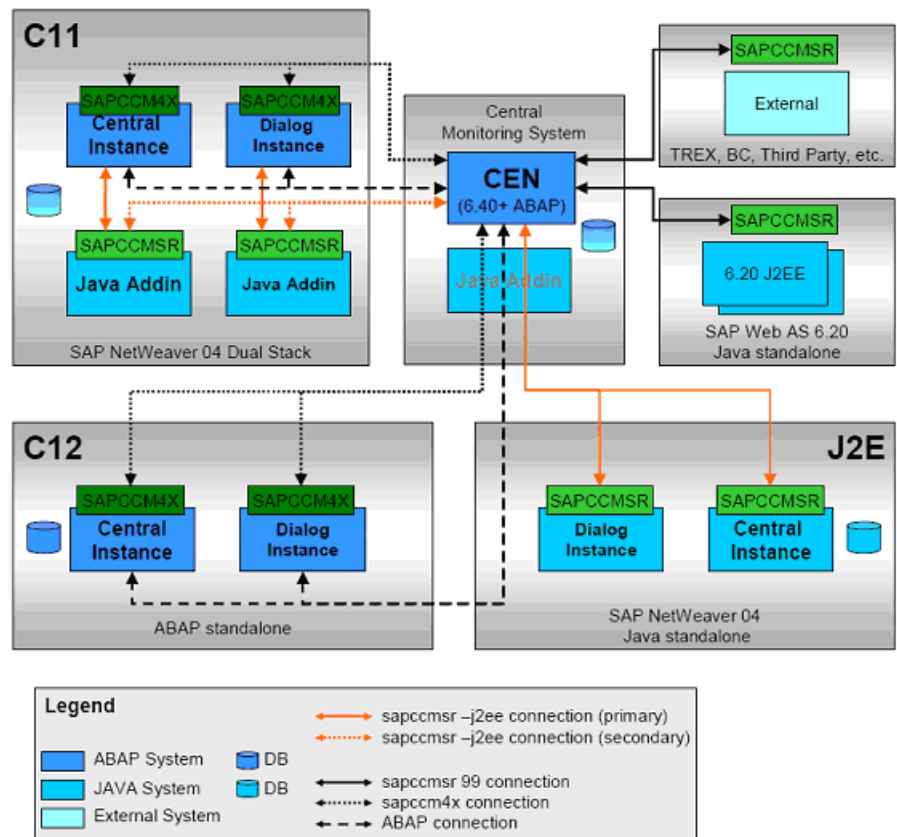 C11
SAPCCM4X
Central
Instance
SAPCCM4X
Dialog
Instance
SAPCCMSR
Java Addin
SAPCCMSR
Java Addin
SAP NetWeaver 04 Dual Stack
Central
Monitoring System
CEN
(6.40+ ABAP)
Java Addin
SAPCCMSR
External
TREX, BC, Third Party, etc.
SAPCCMSR
6.20 J2EE
SAP Web AS 6.20
Java standalone
C12
SAPCCM4X
Central
Instance
SAPCCM4X
Dialog
Instance
ABAP standalone
J2E
SAPCCMSR
Dialog
Instance
SAPCCMSR
Central
Instance
SAP NetWeaver 04
Java standalone
Legend
ABAP System
JAVA System
External System
DB
DB
sapccmsr –j2ee connection (primary)
sapccmsr –j2ee connection (secondary)
sapccmsr 99 connection
sapccm4x connection
ABAP connection